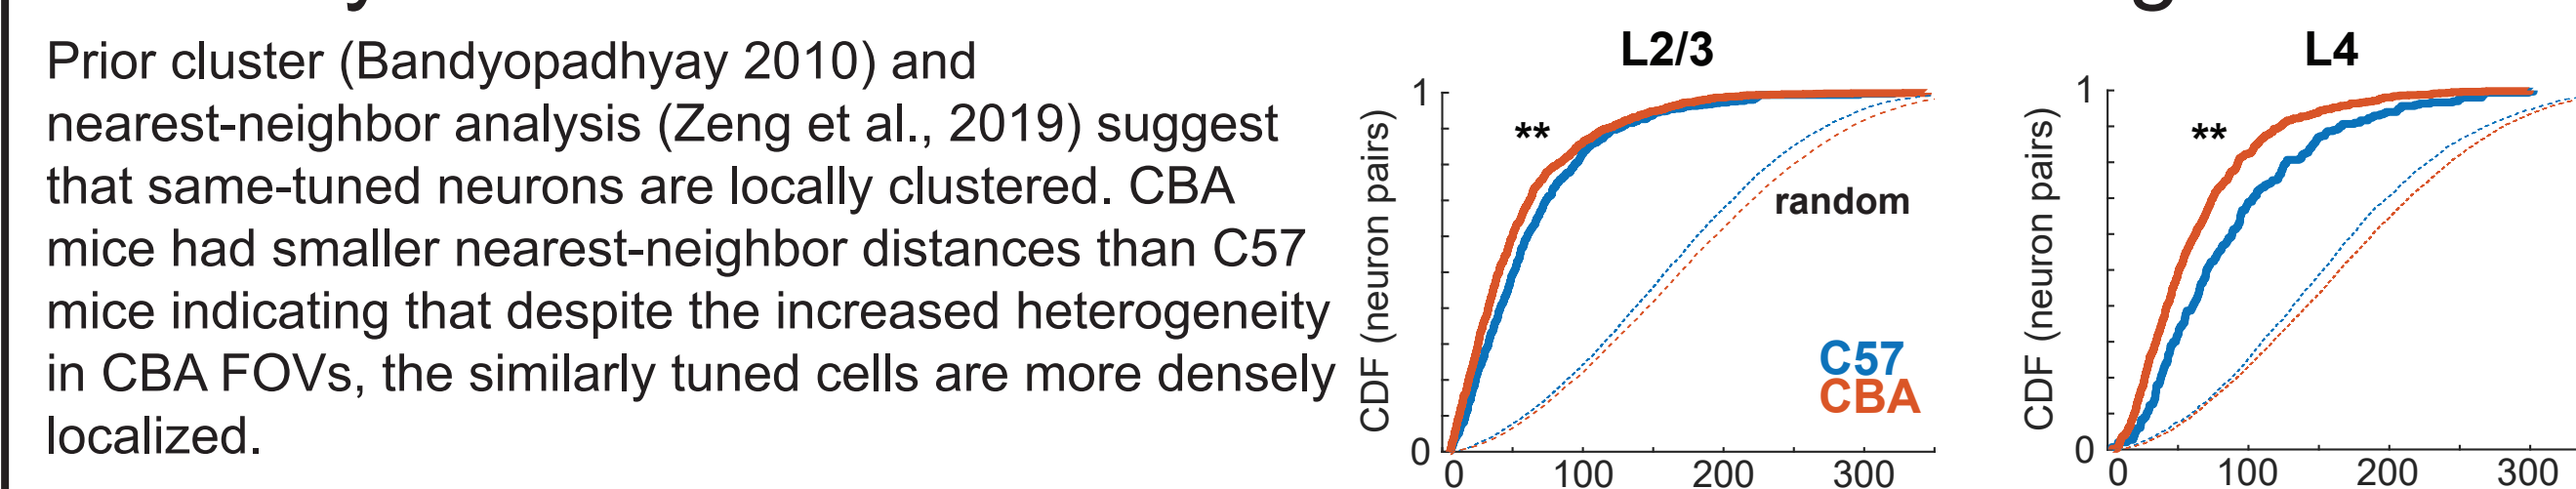 Prior cluster (Bandyopadhyay 2010) and
nearest-neighbor analysis (Zeng et al., 2019) suggest
that same-tuned neurons are locally clustered. CBA
mice had smaller nearest-neighbor distances than C57
mice indicating that despite the increased heterogeneity
in CBA FOVs, the similarly tuned cells are more densely
localized.
L2/3
CDF (neuron pairs)
1
0
**
random
C57
CBA
0 100 200 300
L4
CDF (neuron pairs)
1
0
**
0 100 200 300